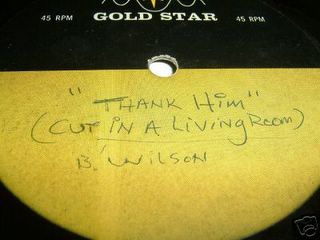 45 RPM GOLD STAR 45 RPM
"THANK HIM"
(CUT IN A LIVING ROOM)
B. WILSON